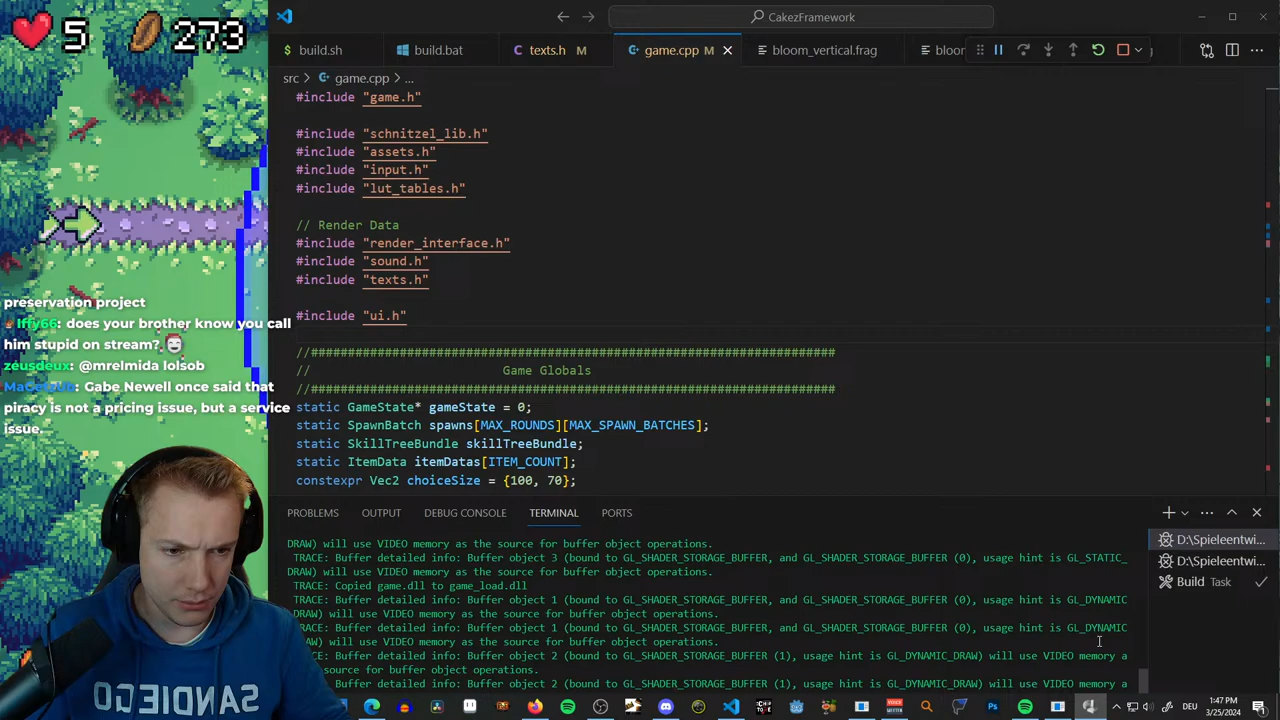 5 273
CakezFramework
build.sh build.bat texts.h M game.cpp M bloom_vertical.frag bloom
src > game.cpp > ...
#include "game.h"
#include "schnitzel_lib.h"
#include "assets.h"
#include "input.h"
#include "lut_tables.h"
// Render Data
#include "render_interface.h"
#include "sound.h"
#include "texts.h"
#include "ui.h"
//################################################################################
// Game Globals
//################################################################################
static GameState* gameState = 0;
static SpawnBatch spawns[MAX_ROUNDS][MAX_SPAWN_BATCHES];
static SkillTreeBundle skillTreeBundle;
static ItemData itemDatas[ITEM_COUNT];
constexpr Vec2 choiceSize = {100, 70};
preservation project
Iffy66: does your brother know you call
him stupid on stream?
zeusdeux: @mrelmida lolsob
Gabe Newell once said that
piracy is not a pricing issue, but a service
issue.
SANDIEGO
PROBLEMS OUTPUT DEBUG CONSOLE TERMINAL PORTS
DRAW) will use VIDEO memory as the source for buffer object operations.
TRACE: Buffer detailed info: Buffer object 3 (bound to GL_SHADER_STORAGE_BUFFER, and GL_SHADER_STORAGE_BUFFER (0), usage hint is GL_STATIC_
DRAW) will use VIDEO memory as the source for buffer object operations.
TRACE: Copied game.dll to game_load.dll
TRACE: Buffer detailed info: Buffer object 1 (bound to GL_SHADER_STORAGE_BUFFER, and GL_SHADER_STORAGE_BUFFER (0), usage hint is GL_DYNAMIC
DRAW) will use VIDEO memory as the source for buffer object operations.
TRACE: Buffer detailed info: Buffer object 1 (bound to GL_SHADER_STORAGE_BUFFER, and GL_SHADER_STORAGE_BUFFER (0), usage hint is GL_DYNAMIC
DRAW) will use VIDEO memory as the source for buffer object operations.
CE: Buffer detailed info: Buffer object 2 (bound to GL_SHADER_STORAGE_BUFFER (1), usage hint is GL_DYNAMIC_DRAW) will use VIDEO memory a
source for buffer object operations.
Buffer detailed info: Buffer object 2 (bound to GL_SHADER_STORAGE_BUFFER (1), usage hint is GL_DYNAMIC_DRAW) will use VIDEO memory a
D:\Spieleentwi...
D:\Spieleentwi...
Build Task
1:47 PM
3/25/2024